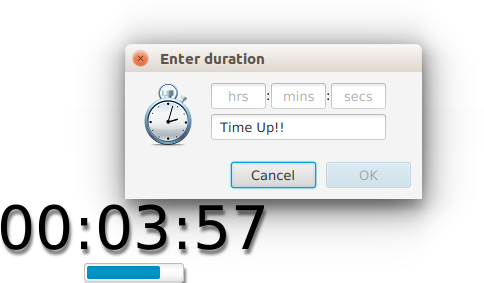 Enter duration
hrs : mins : secs
Time Up!!
Cancel OK
00:03:57